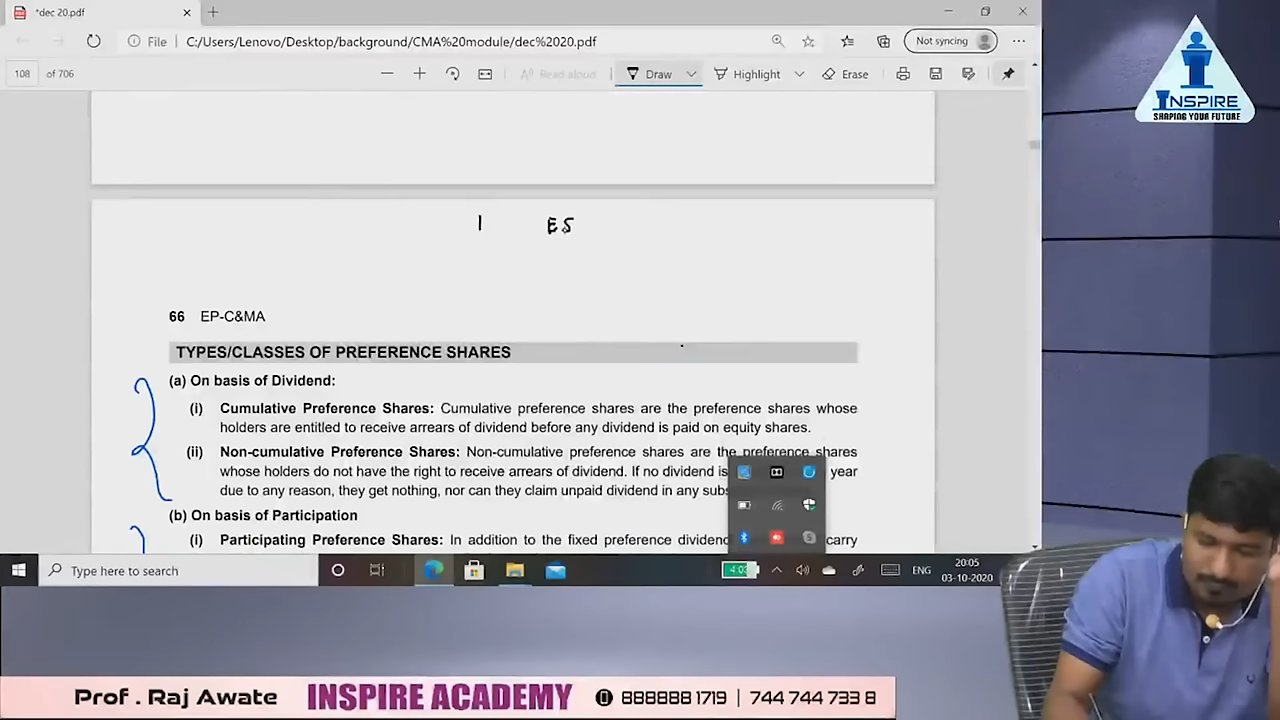 *dec 20.pdf
File C:/Users/Lenovo/Desktop/background/CMA%20module/dec%2020.pdf Not syncing
108 of 706 Read aloud Draw Highlight Erase
INSPIRE
SHAPING YOUR FUTURE
1 ES
66 EP-C&MA
TYPES/CLASSES OF PREFERENCE SHARES
(a) On basis of Dividend:
(i) Cumulative Preference Shares: Cumulative preference shares are the preference shares whose
holders are entitled to receive arrears of dividend before any dividend is paid on equity shares.
(ii) Non-cumulative Preference Shares: Non-cumulative preference shares are the preference shares
whose holders do not have the right to receive arrears of dividend. If no dividend is year
due to any reason, they get nothing, nor can they claim unpaid dividend in any
(b) On basis of Participation
(i) Participating Preference Shares: In addition to the fixed preference carry
Type here to search
ENG
20:05
03-10-2020
Prof. Raj Awate INSPIRE ACADEMY 888888 1719 | 744 744 733 8